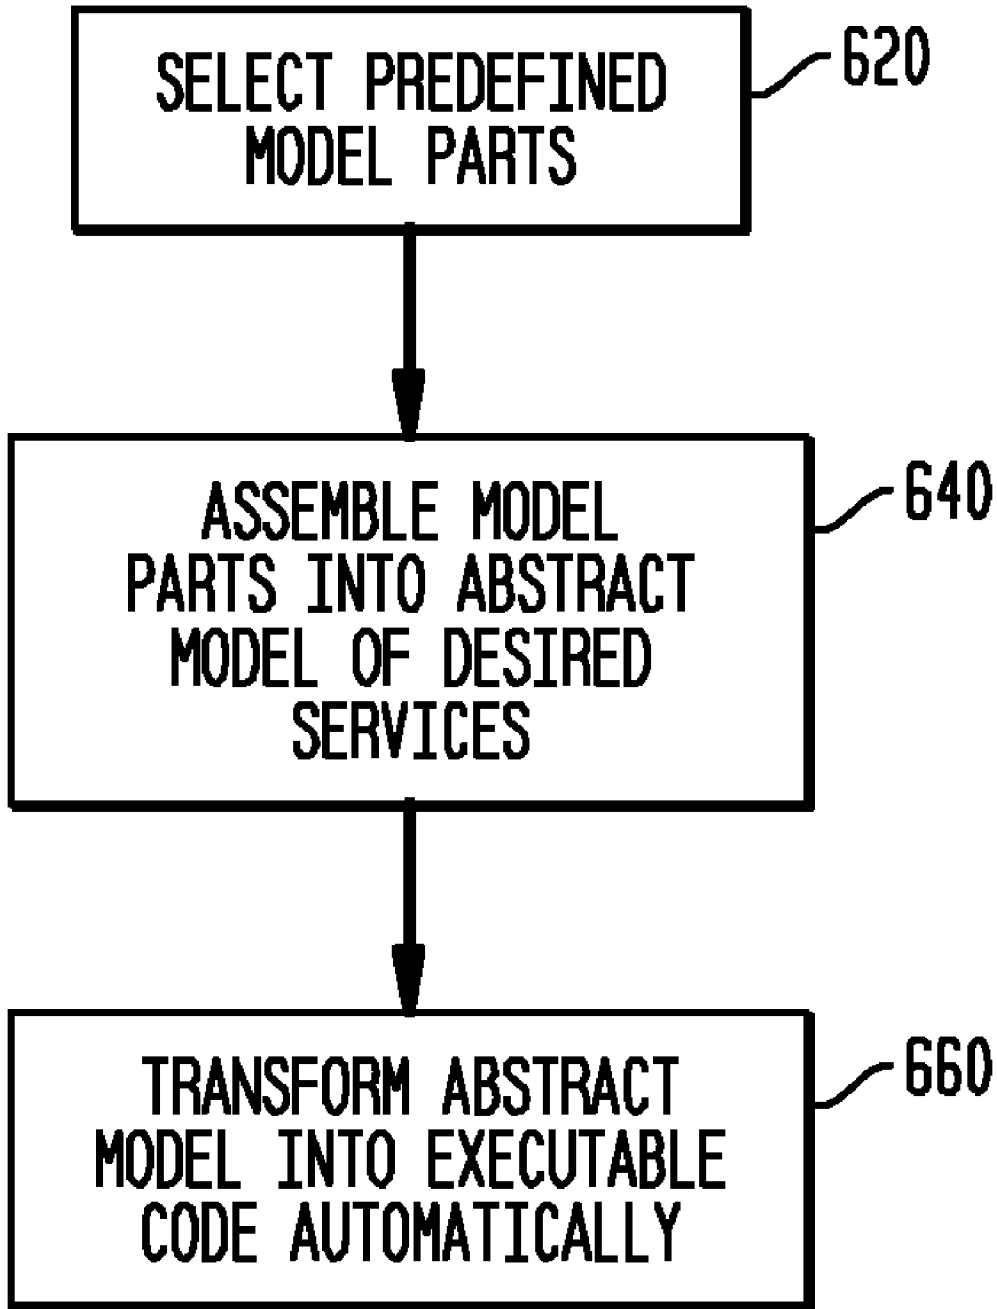 SELECT PREDEFINED
MODEL PARTS
620
ASSEMBLE MODEL
PARTS INTO ABSTRACT
MODEL OF DESIRED
SERVICES
640
TRANSFORM ABSTRACT
MODEL INTO EXECUTABLE
CODE AUTOMATICALLY
660